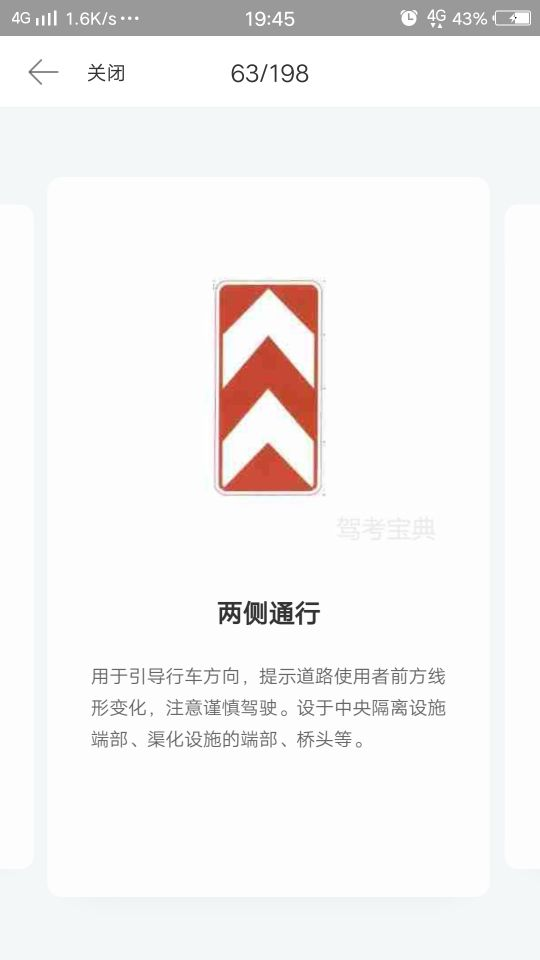 4G 1.6K/s 19:45 4G 43%
关闭 63/198
驾考宝典
两侧通行
用于引导行车方向，提示道路使用者前方线
形变化，注意谨慎驾驶。设于中央隔离设施
端部、渠化设施的端部、桥头等。